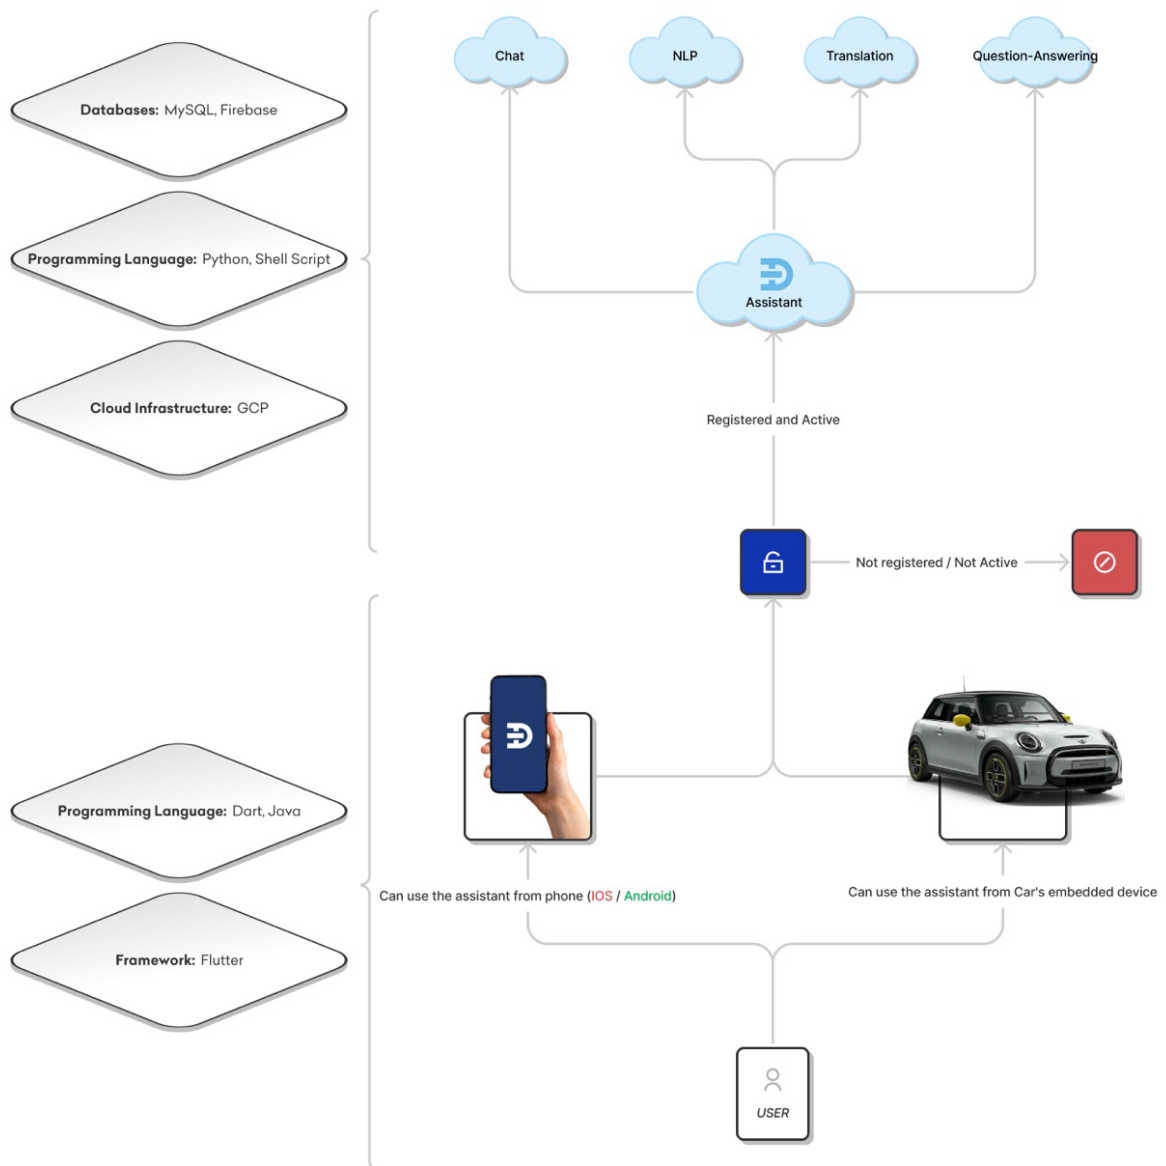 Chat
NLP
Translation
Question-Answering
Databases: MySQL, Firebase
Programming Language: Python, Shell Script
Assistant
Cloud Infrastructure: GCP
Registered and Active
Not registered / Not Active
Programming Language: Dart, Java
Can use the assistant from phone (IOS / Android)
Can use the assistant from Car's embedded device
Framework: Flutter
USER